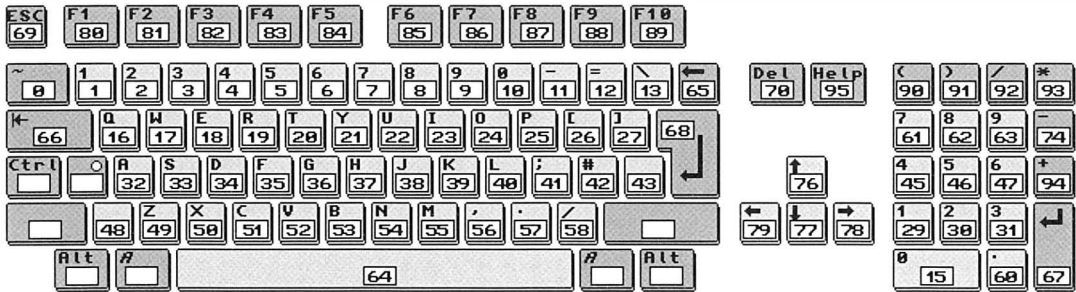 ESC F1 F2 F3 F4 F5 F6 F7 F8 F9 F10
69 80 81 82 83 84 85 86 87 88 89
~ 1 2 3 4 5 6 7 8 9 0 - = \ ← Del Help ( ) / *
0 1 2 3 4 5 6 7 8 9 10 11 12 13 65 70 95 90 91 92 93
Q W E R T Y U I O P [ ] 7 8 9 -
66 16 17 18 19 20 21 22 23 24 25 26 27 68 61 62 63 74
Ctrl A S D F G H J K L ; # ↑ 4 5 6 +
32 33 34 35 36 37 38 39 40 41 42 43 76 45 46 47 94
Z X C V B N M , . / ← ↓ → 1 2 3
48 49 50 51 52 53 54 55 56 57 58 79 77 78 29 30 31
Alt A A Alt 0 .
64 15 60 67